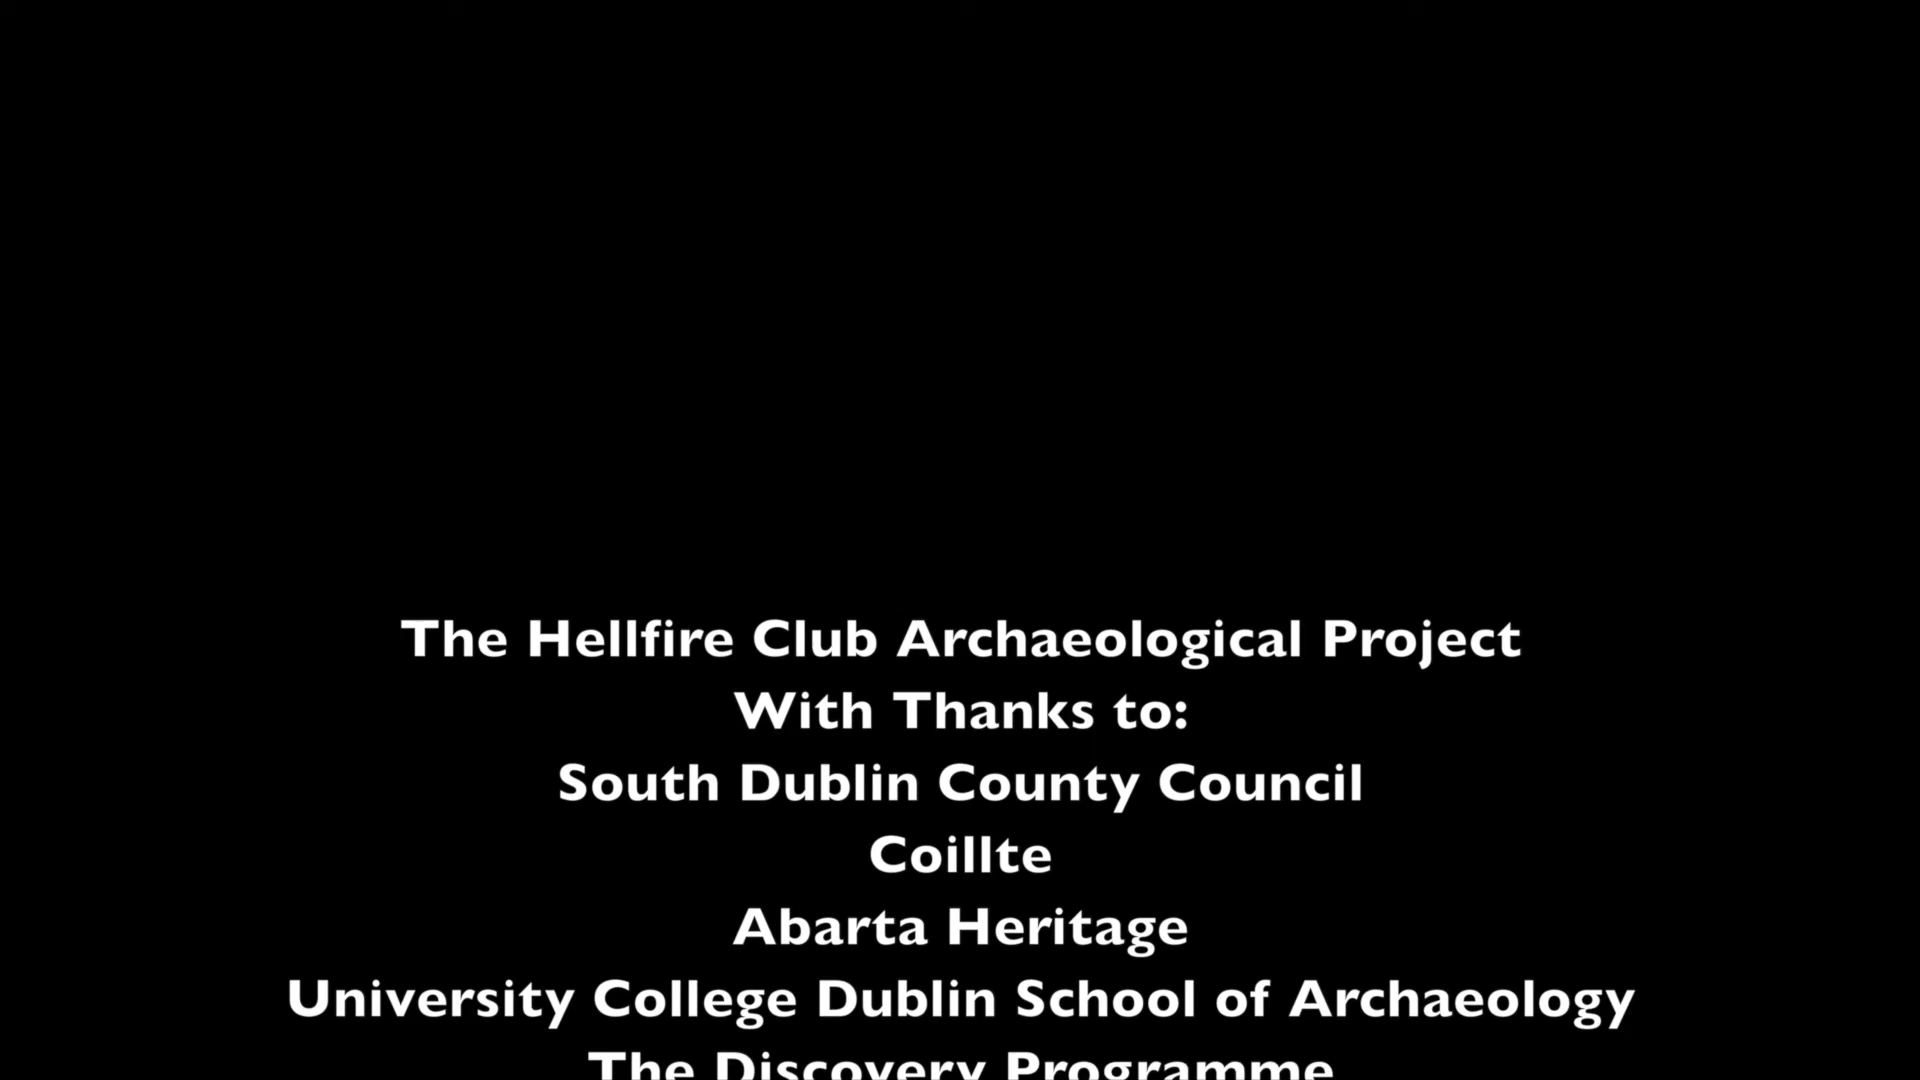 The Hellfire Club Archaeological Project
With Thanks to:
South Dublin County Council
Coillte
Abarta Heritage
University College Dublin School of Archaeology
The Discovery Programme